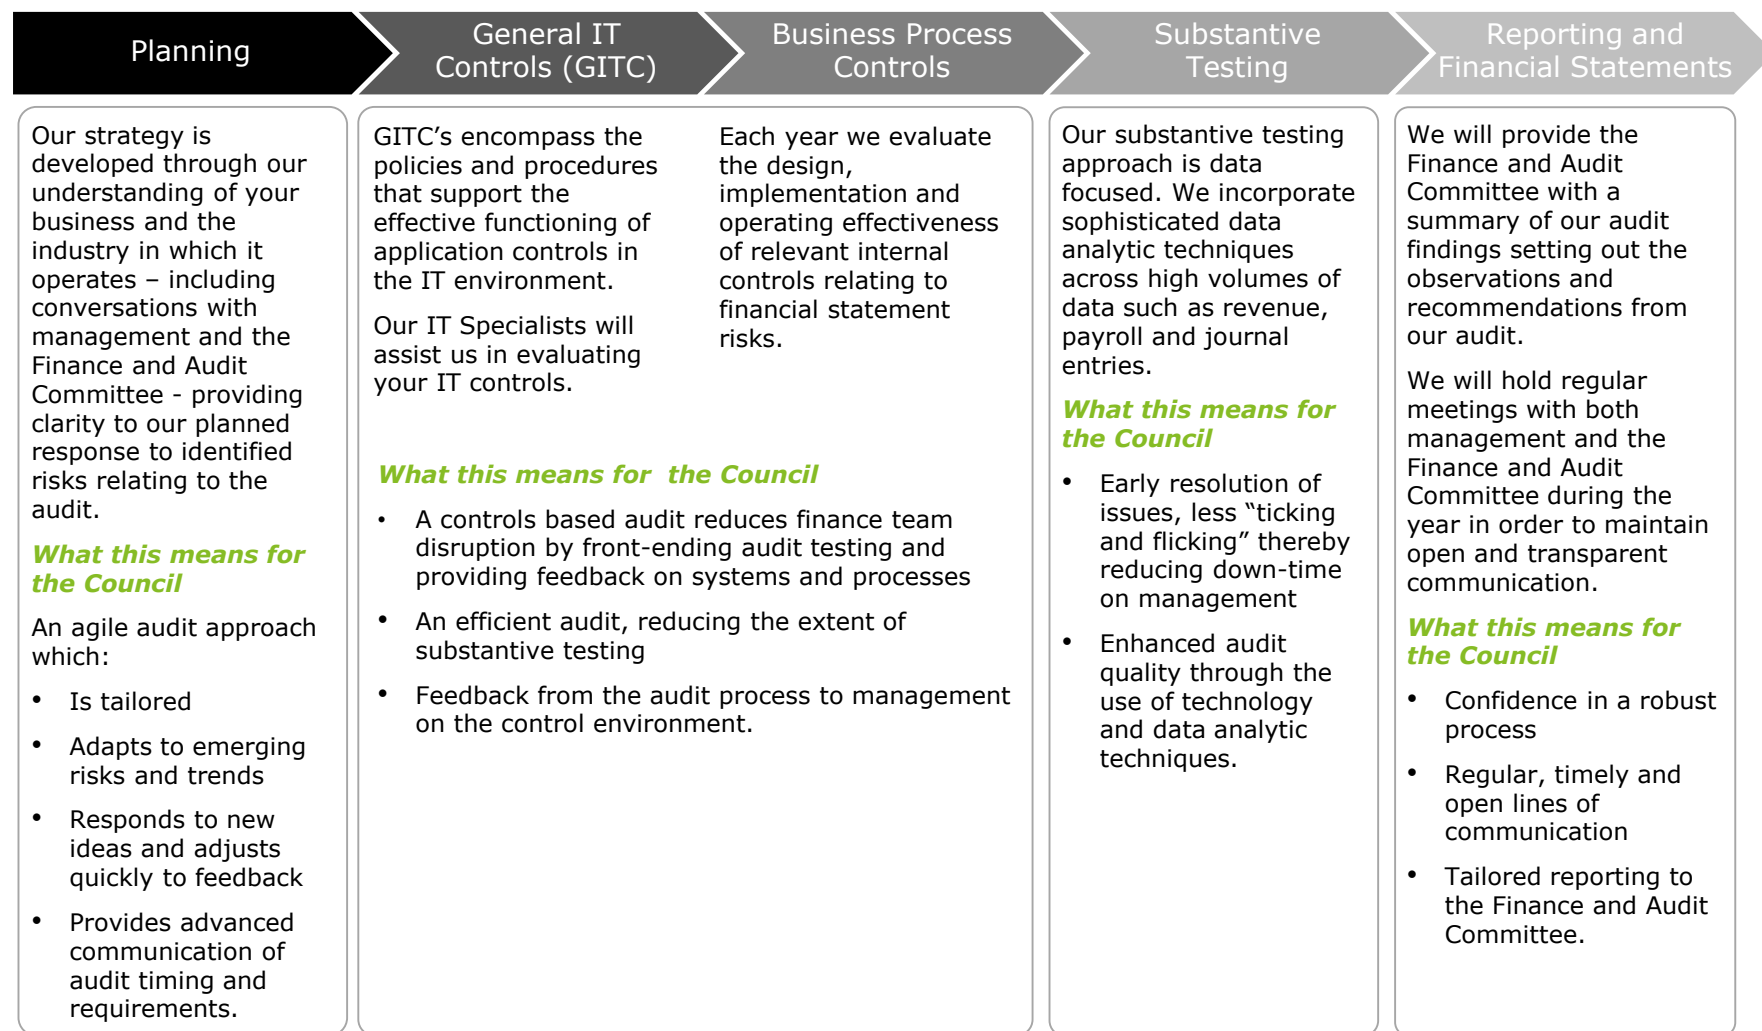 Planning
General IT
Controls (GITC)
Business Process
Controls
Substantive
Testing
Reporting and
Financial Statements
Our strategy is
developed through our
understanding of your
business and the
industry in which it
operates – including
conversations with
management and the
Finance and Audit
Committee - providing
clarity to our planned
response to identified
risks relating to the
audit.
What this means for
the Council
An agile audit approach
which:
• Is tailored
• Adapts to emerging
risks and trends
• Responds to new
ideas and adjusts
quickly to feedback
• Provides advanced
communication of
audit timing and
requirements.
GITC’s encompass the
policies and procedures
that support the
effective functioning of
application controls in
the IT environment.
Our IT Specialists will
assist us in evaluating
your IT controls.
Each year we evaluate
the design,
implementation and
operating effectiveness
of relevant internal
controls relating to
financial statement
risks.
What this means for  the Council
• A controls based audit reduces finance team
disruption by front-ending audit testing and
providing feedback on systems and processes
• An efficient audit, reducing the extent of
substantive testing
• Feedback from the audit process to management
on the control environment.
Our substantive testing
approach is data
focused. We incorporate
sophisticated data
analytic techniques
across high volumes of
data such as revenue,
payroll and journal
entries.
What this means for
the Council
• Early resolution of
issues, less “ticking
and flicking” thereby
reducing down-time
on management
• Enhanced audit
quality through the
use of technology
and data analytic
techniques.
We will provide the
Finance and Audit
Committee with a
summary of our audit
findings setting out the
observations and
recommendations from
our audit.
We will hold regular
meetings with both
management and the
Finance and Audit
Committee during the
year in order to maintain
open and transparent
communication.
What this means for
the Council
• Confidence in a robust
process
• Regular, timely and
open lines of
communication
• Tailored reporting to
the Finance and Audit
Committee.